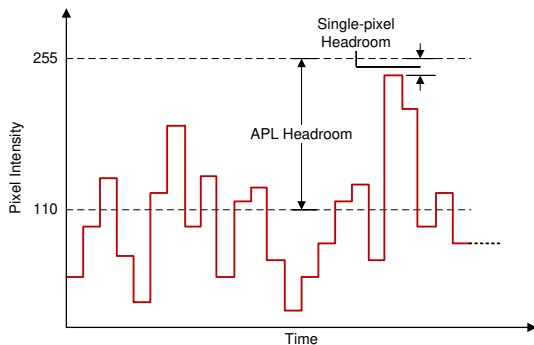 Single-pixel
Headroom
255
APL Headroom
Pixel Intensity
110
Time